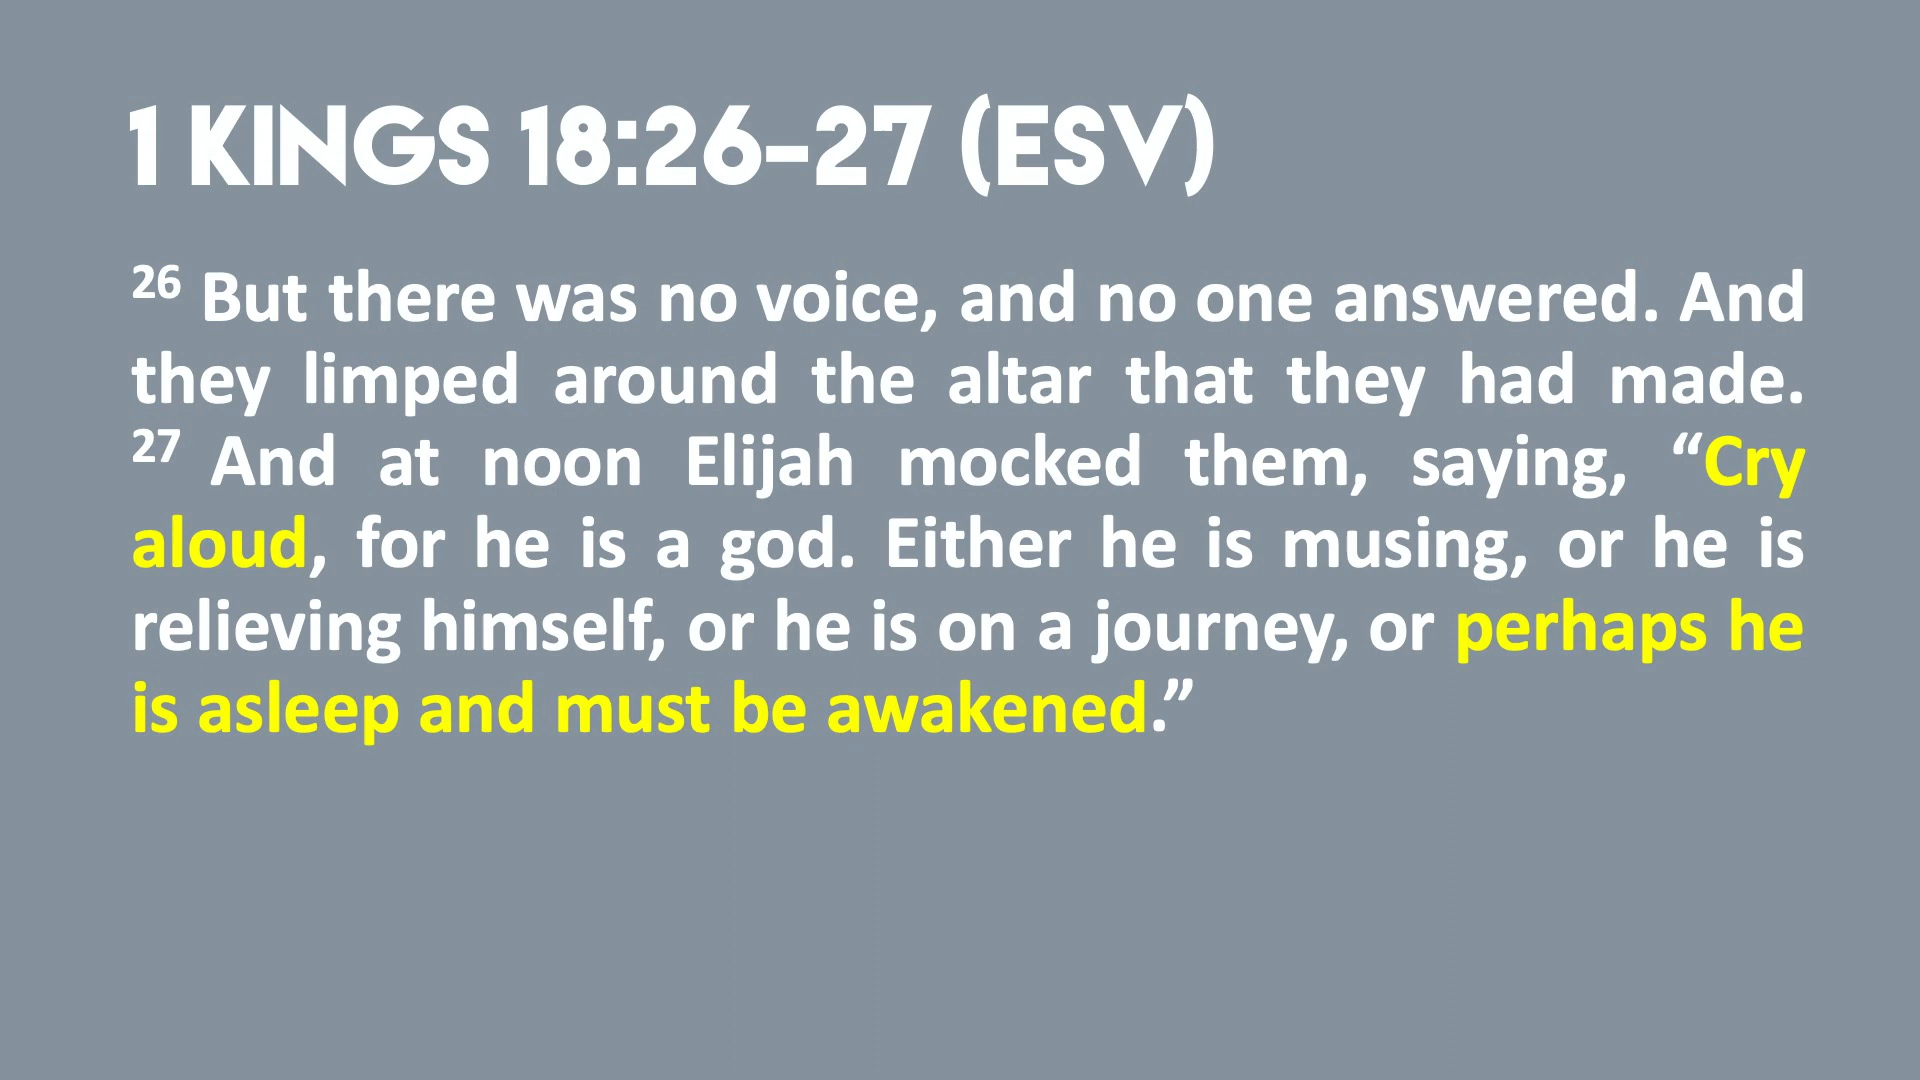 1 KINGS 18:26–27 (ESV)
26 But there was no voice, and no one answered. And
they limped around the altar that they had made.
27 And at noon Elijah mocked them, saying, “Cry
aloud, for he is a god. Either he is musing, or he is
relieving himself, or he is on a journey, or perhaps he
is asleep and must be awakened.”